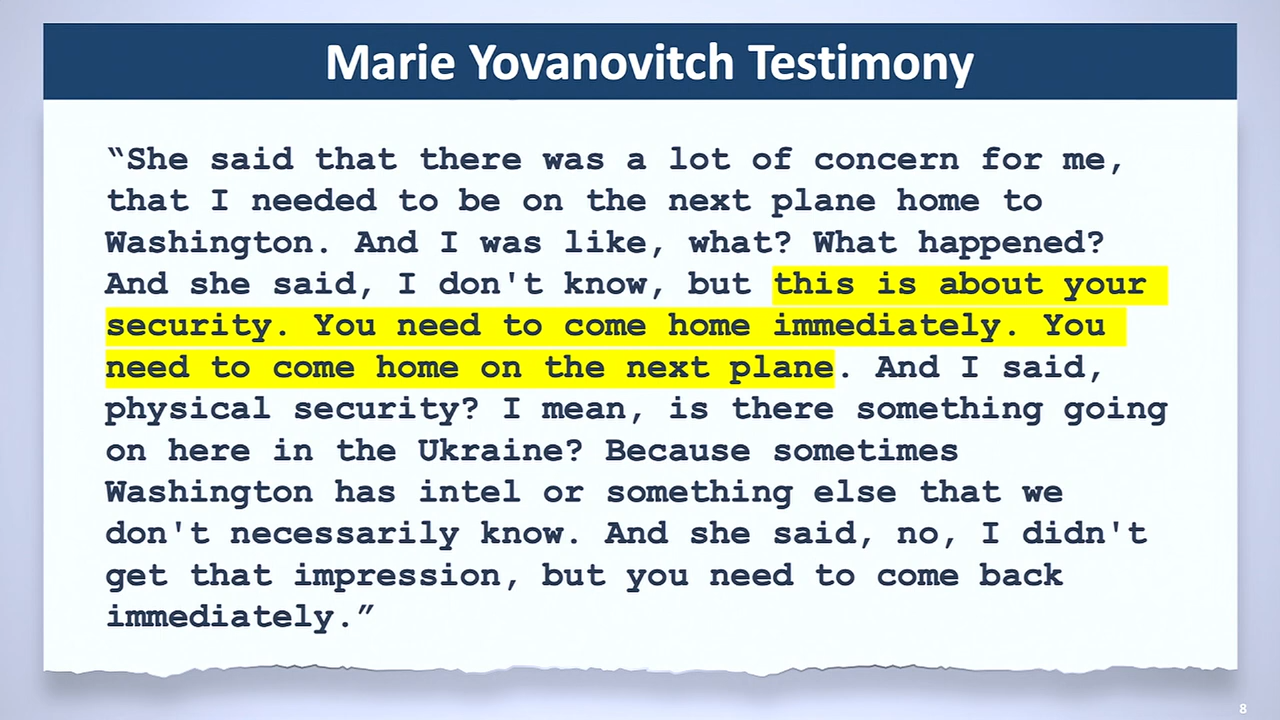 Marie Yovanovitch Testimony
“She said that there was a lot of concern for me,
that I needed to be on the next plane home to
Washington. And I was like, what? What happened?
And she said, I don't know, but this is about your
security. You need to come home immediately. You
need to come home on the next plane. And I said,
physical security? I mean, is there something going
on here in the Ukraine? Because sometimes
Washington has intel or something else that we
don't necessarily know. And she said, no, I didn't
get that impression, but you need to come back
immediately.”
8